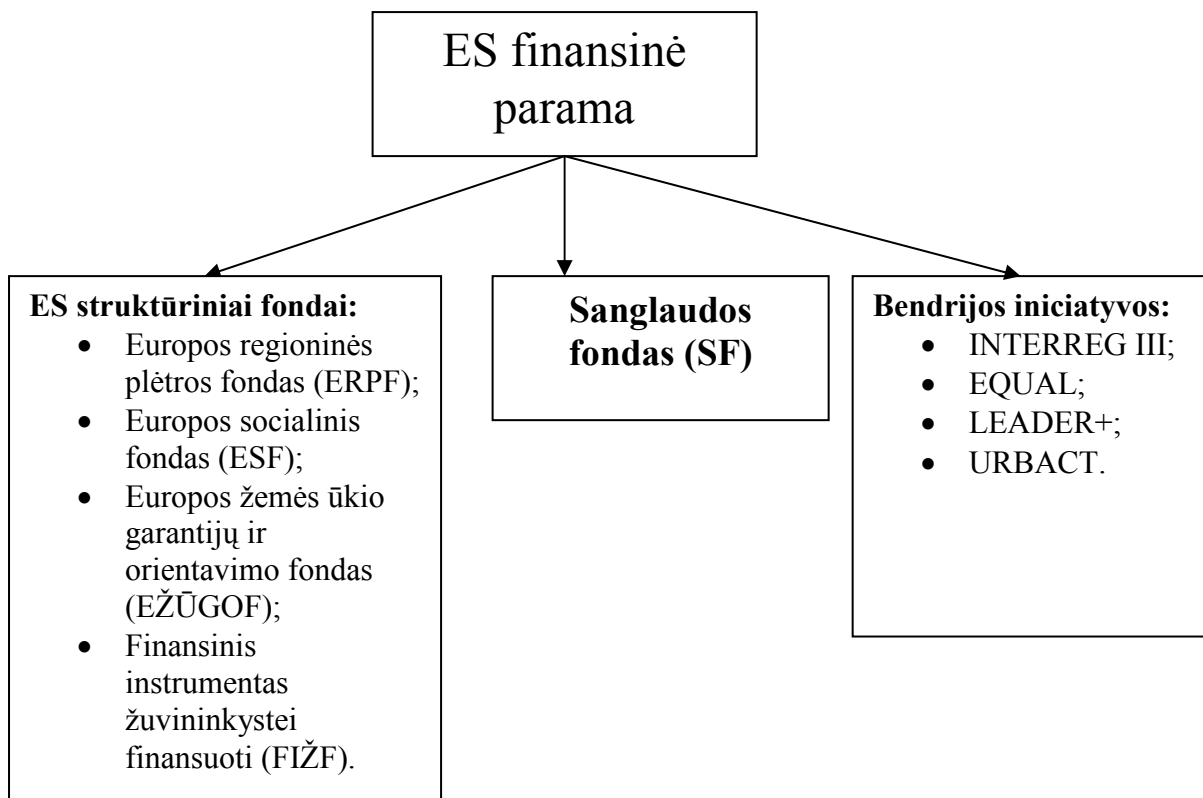 ES finansinė
parama
ES struktūriniai fondai:
• Europos regioninės
plėtros fondas (ERPF);
• Europos socialinis
fondas (ESF);
• Europos žemės ūkio
garantijų ir
orientavimo fondas
(EŽŪGOF);
• Finansinis
instrumentas
žuvininkystei
finansuoti (FIŽF).
Sanglaudos
fondas (SF)
Bendrijos iniciatyvos:
• INTERREG III;
• EQUAL;
• LEADER+;
• URBACT.